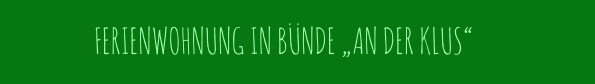 FERIENWOHNUNG IN BÜNDE „AN DER KLUS“